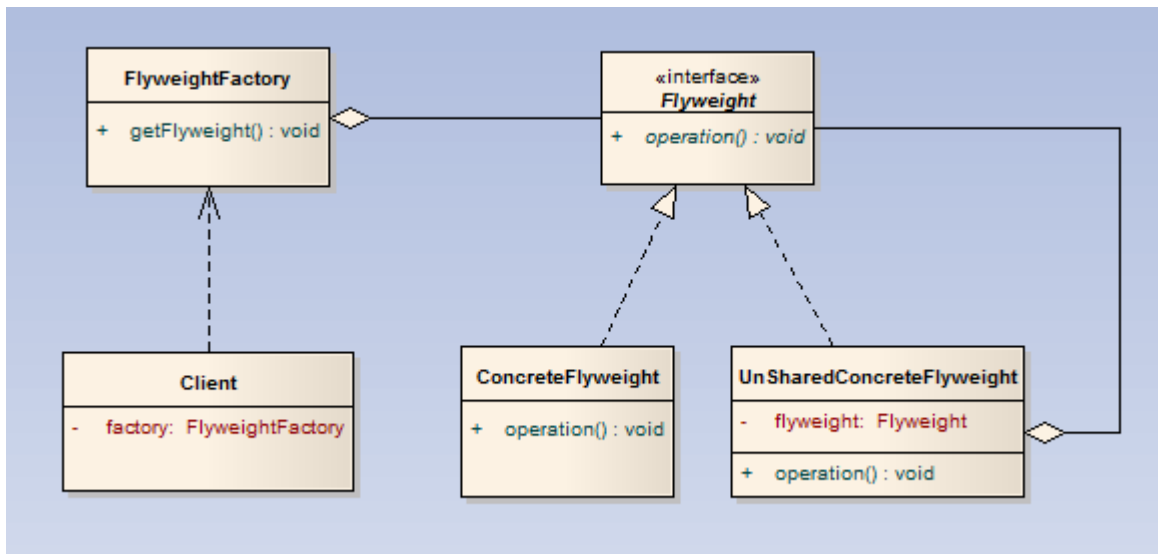 FlyweightFactory
+ getFlyweight() : void
«interface»
Flyweight
+ operation() : void
Client
- factory: FlyweightFactory
ConcreteFlyweight
+ operation() : void
UnSharedConcreteFlyweight
- flyweight: Flyweight
+ operation() : void